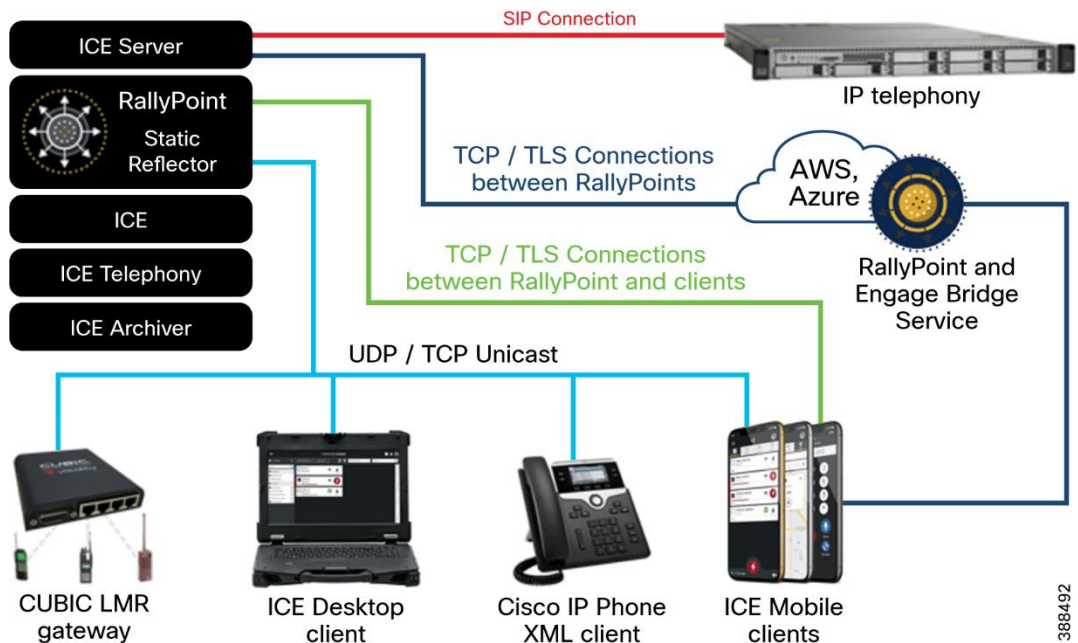 SIP Connection
ICE Server
IP telephony
RallyPoint
Static
Reflector
TCP / TLS Connections
between RallyPoints
AWS,
Azure
ICE
TCP / TLS Connections
between RallyPoint and clients
RallyPoint and
Engage Bridge
Service
ICE Telephony
ICE Archiver
UDP / TCP Unicast
CUBIC
vocality
CUBIC LMR
gateway
ICE Desktop
client
Cisco IP Phone
XML client
ICE Mobile
clients
388492